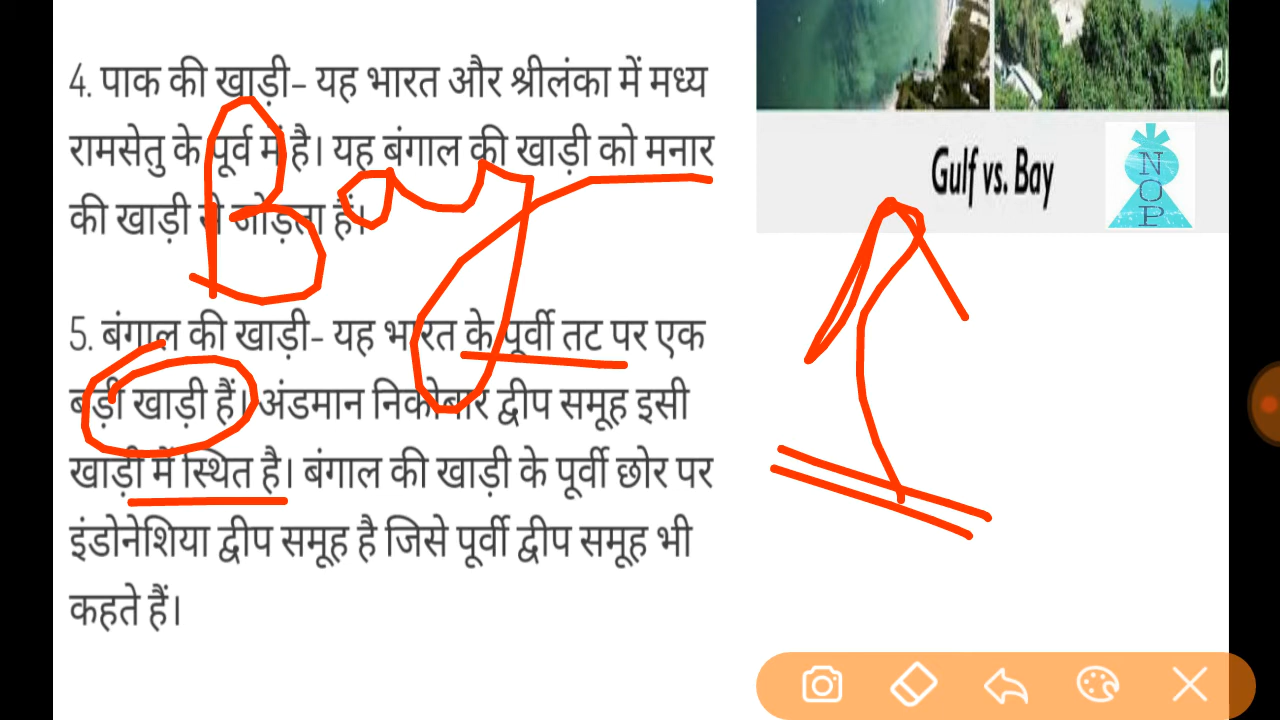 4. पाक की खाड़ी- यह भारत और श्रीलंका में मध्य
रामसेतु के पूर्व में है। यह बंगाल की खाड़ी को मनार
की खाड़ी से जोड़ता हैं।
Bay
5. बंगाल की खाड़ी- यह भारत के पूर्वी तट पर एक
बड़ी खाड़ी हैं। अंडमान निकोबार द्वीप समूह इसी
खाड़ी में स्थित है। बंगाल की खाड़ी के पूर्वी छोर पर
इंडोनेशिया द्वीप समूह है जिसे पूर्वी द्वीप समूह भी
कहते हैं।
Gulf vs. Bay
NOP